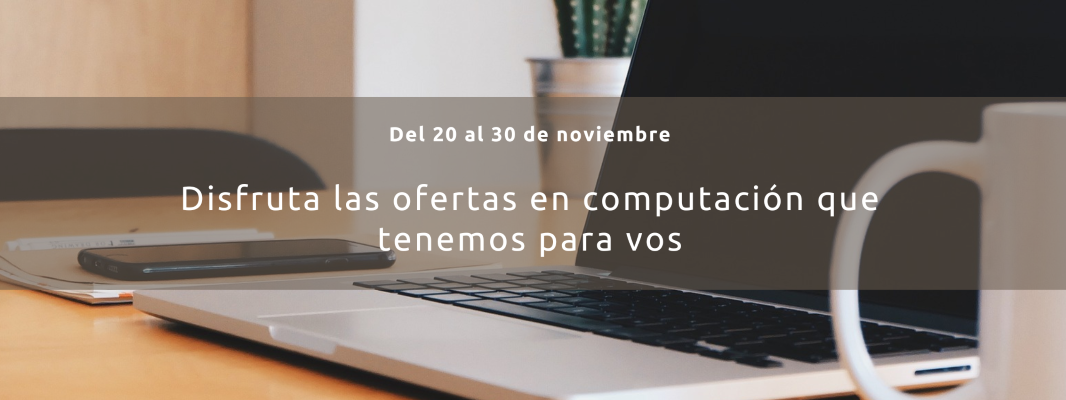 Del 20 al 30 de noviembre
Disfruta las ofertas en computación que
tenemos para vos